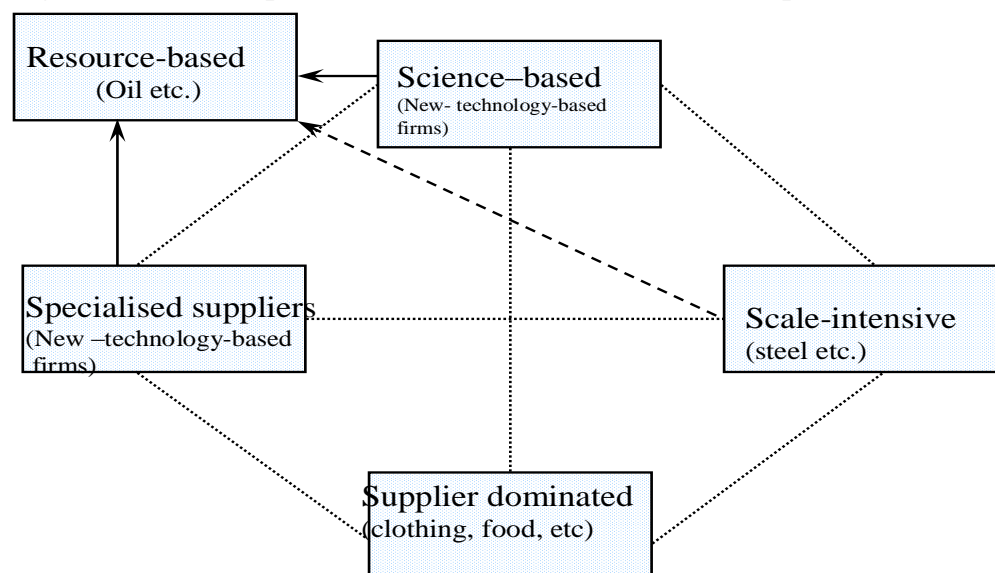 Resource-based
(Oil etc.)
Science–based
(New- technology-based
firms)
Specialised suppliers
(New –technology-based
firms)
Scale-intensive
(steel etc.)
Supplier dominated
(clothing, food, etc)